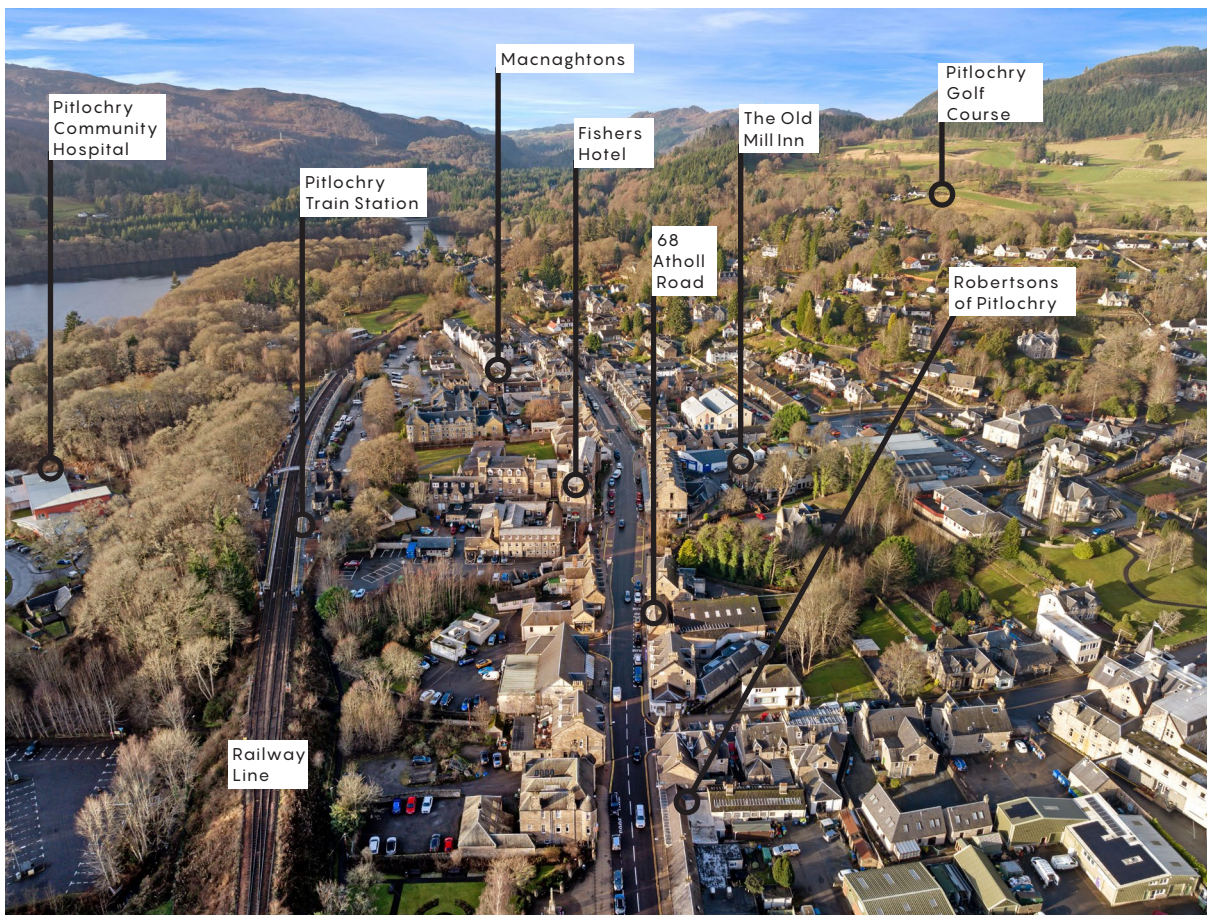 Macnaghtons
Pitlochry
Golf
Course
Pitlochry
Community
Hospital
The Old
Mill Inn
Fishers
Hotel
Pitlochry
Train Station
68
Atholl
Road
Robertsons
of Pitlochry
Railway
Line